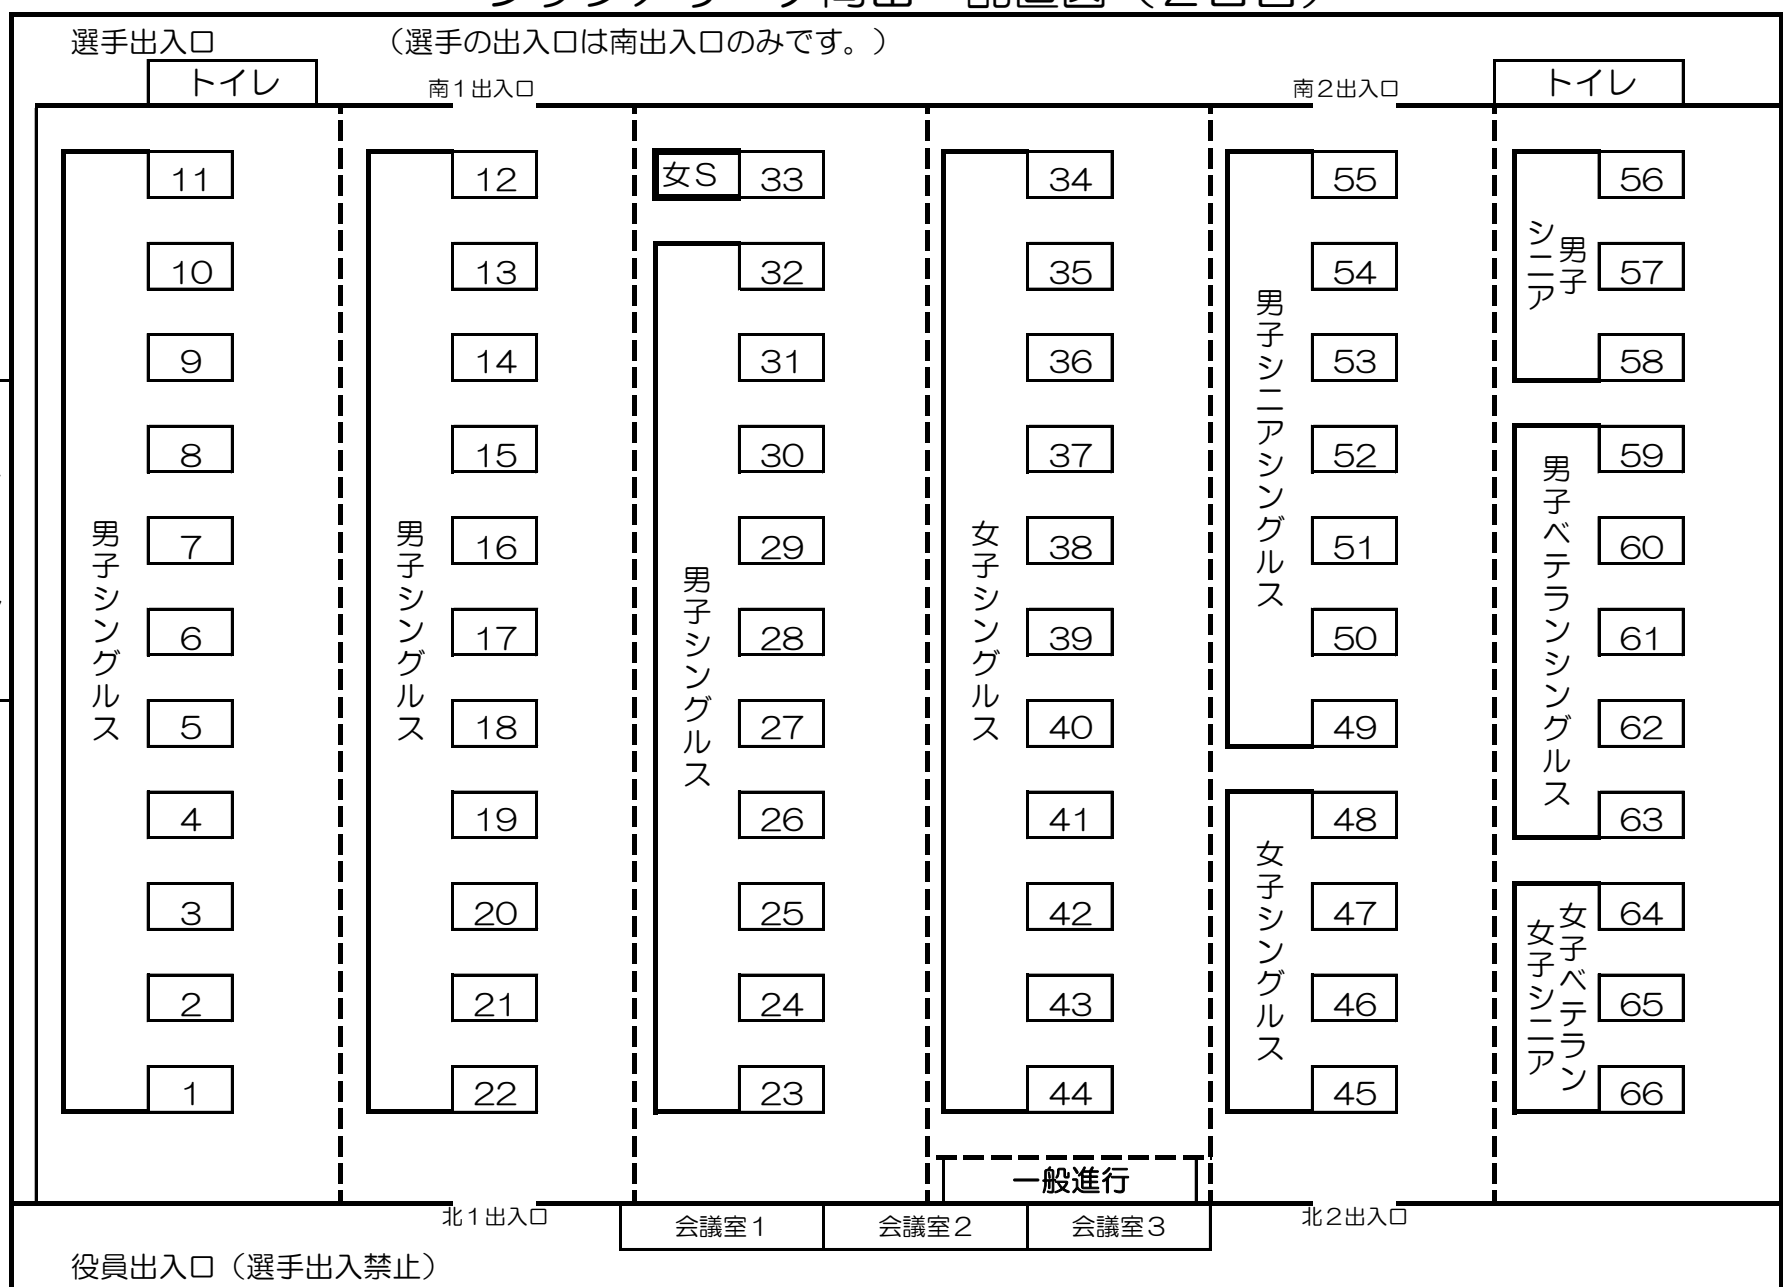 選手出入口 （選手の出入口は南出入口のみです。）
トイレ 南1出入口 南2出入口 トイレ
11 12 女S 33 34 55 56
10 13 32 35 54 57
9 14 31 36 53 58
8 15 30 37 52 59
7 16 29 38 51 60
6 17 28 39 50 61
5 18 27 40 49 62
4 19 26 41 48 63
3 20 25 42 47 64
2 21 24 43 46 65
1 22 23 44 45 66
男子シングルス
男子シングルス
男子シングルス
女子シングルス
男子シニアシングルス
女子シングルス
男子
シニア
男子ベテランシングルス
女子ベテラン
女子シニア
一般進行
北1出入口 会議室1 会議室2 会議室3 北2出入口
役員出入口（選手出入禁止）